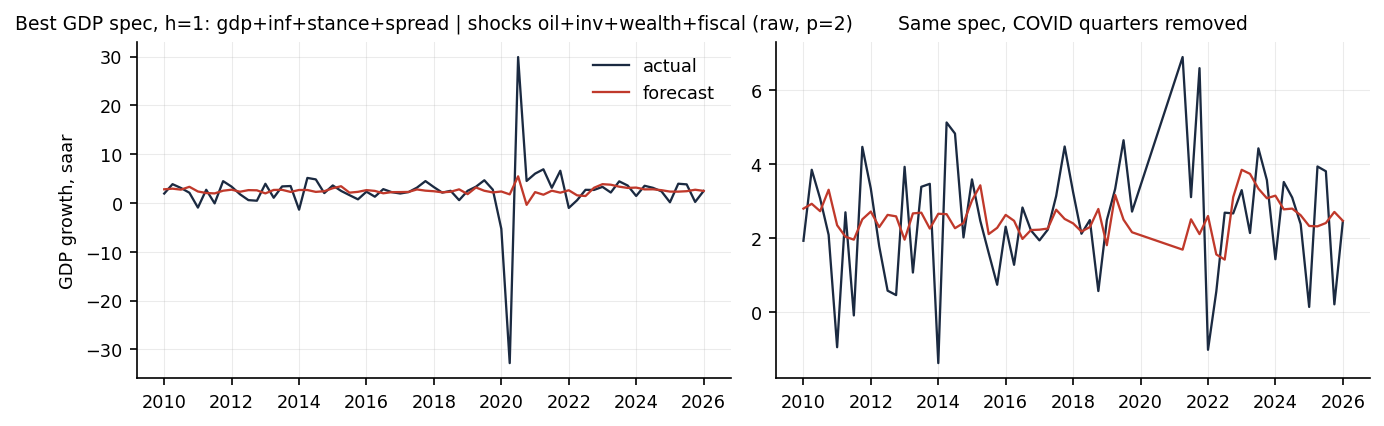 Best GDP spec, h=1: gdp+inf+stance+spread | shocks oil+inv+wealth+fiscal (raw, p=2)
Same spec, COVID quarters removed
GDP growth, saar
30
20
10
0
−10
−20
−30
actual
forecast
2010 2012 2014 2016 2018 2020 2022 2024 2026
6
4
2
0
2010 2012 2014 2016 2018 2020 2022 2024 2026